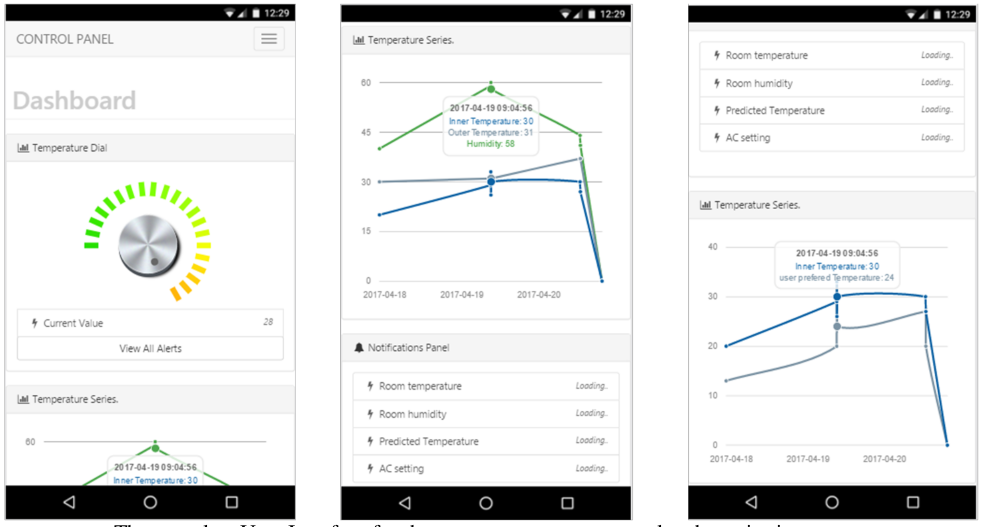 12:29
CONTROL PANEL
Dashboard
Temperature Dial
Current Value 28
View All Alerts
Temperature Series.
60
2017-04-19 09:04:56
Inner Temperature: 30
12:29
Temperature Series.
60
2017-04-19 09:04:56
Inner Temperature: 30
Outer Temperature: 31
Humidity: 58
45
30
15
0
2017-04-18 2017-04-19 2017-04-20
Notifications Panel
Room temperature Loading..
Room humidity Loading..
Predicted Temperature Loading..
AC setting Loading..
12:29
Room temperature Loading..
Room humidity Loading..
Predicted Temperature Loading..
AC setting Loading..
Temperature Series.
40
2017-04-19 09:04:56
Inner Temperature: 30
user prefered Temperature: 24
30
20
10
0
2017-04-18 2017-04-19 2017-04-20